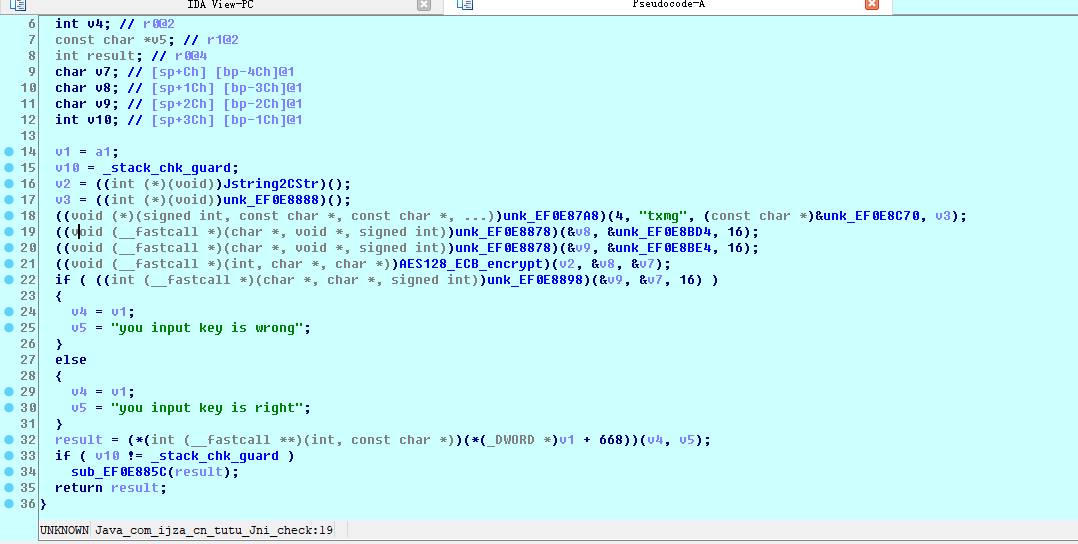 IDA View-PC
Pseudocode-A
6 int v4; // r0@2
7 const char *v5; // r1@2
8 int result; // r0@4
9 char v7; // [sp+Ch] [bp-4Ch]@1
10 char v8; // [sp+1Ch] [bp-3Ch]@1
11 char v9; // [sp+2Ch] [bp-2Ch]@1
12 int v10; // [sp+3Ch] [bp-1Ch]@1
13
14 v1 = a1;
15 v10 = _stack_chk_guard;
16 v2 = ((int (*)(void))Jstring2CStr)();
17 v3 = ((int (*)(void))unk_EF0E8888)();
18 ((void (*)(signed int, const char *, const char *, ...))unk_EF0E87A8)(4, "txmg", (const char *)&unk_EF0E8C70, v3);
19 ((void (__fastcall *)(char *, void *, signed int))unk_EF0E8878)(&v8, &unk_EF0E8BD4, 16);
20 ((void (__fastcall *)(char *, void *, signed int))unk_EF0E8878)(&v9, &unk_EF0E8BE4, 16);
21 ((void (__fastcall *)(int, char *, char *))AES128_ECB_encrypt)(v2, &v8, &v7);
22 if ( ((int (__fastcall *)(char *, char *, signed int))unk_EF0E8898)(&v9, &v7, 16) )
23 {
24 v4 = v1;
25 v5 = "you input key is wrong";
26 }
27 else
28 {
29 v4 = v1;
30 v5 = "you input key is right";
31 }
32 result = (*(int (__fastcall **)(int, const char *))(*(_DWORD *)v1 + 668))(v4, v5);
33 if ( v10 != _stack_chk_guard )
34 sub_EF0E885C(result);
35 return result;
36 }
UNKNOWN Java_com_ijza_cn_tutu_Jni_check:19